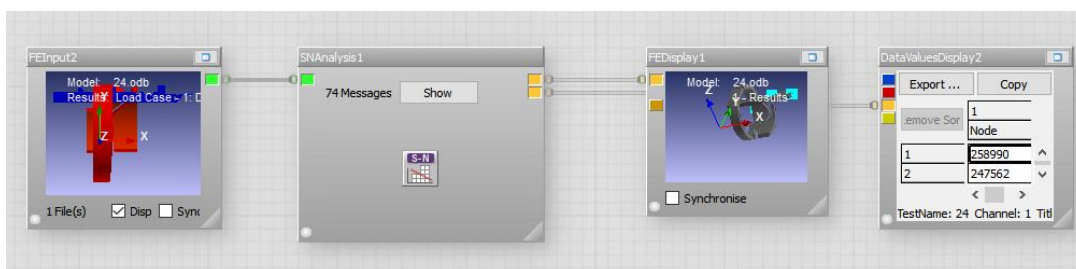 FEInput2
Model: 24.odb
Results: Load Case - 1: D
Y
Z X
1 File(s) Disp Sync
SNAnalysis1
74 Messages Show
S-N
FEDisplay1
Model: 24.odb
1 - Results
Z Y X
Synchronise
DataValuesDisplay2
Export ... Copy
.emove Sor 1
Node
1 258990
2 247562
TestName: 24 Channel: 1 Titl